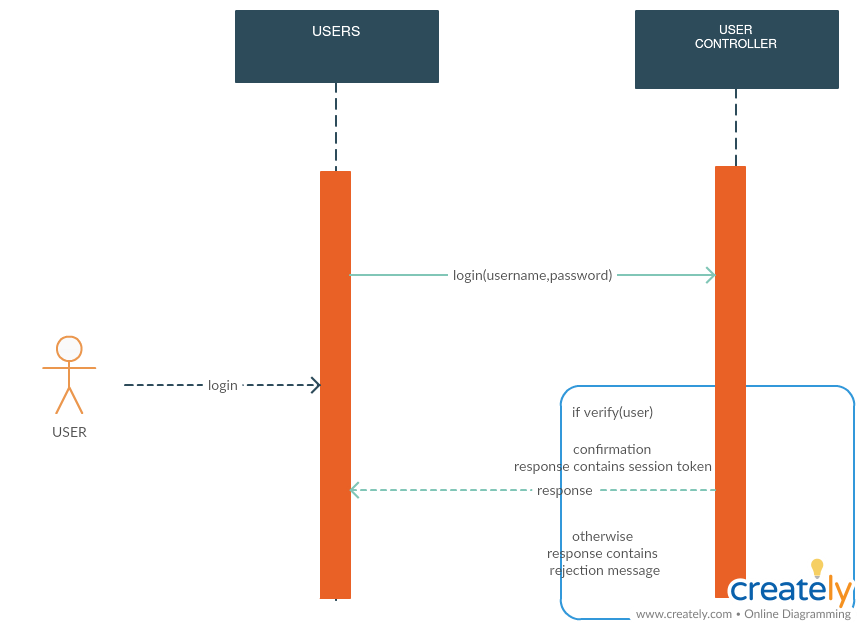 USERS
USER
CONTROLLER
login(username,password)
login
USER
if verify(user)
confirmation
response contains session token
response
otherwise
response contains
rejection message
creately
www.creately.com • Online Diagramming